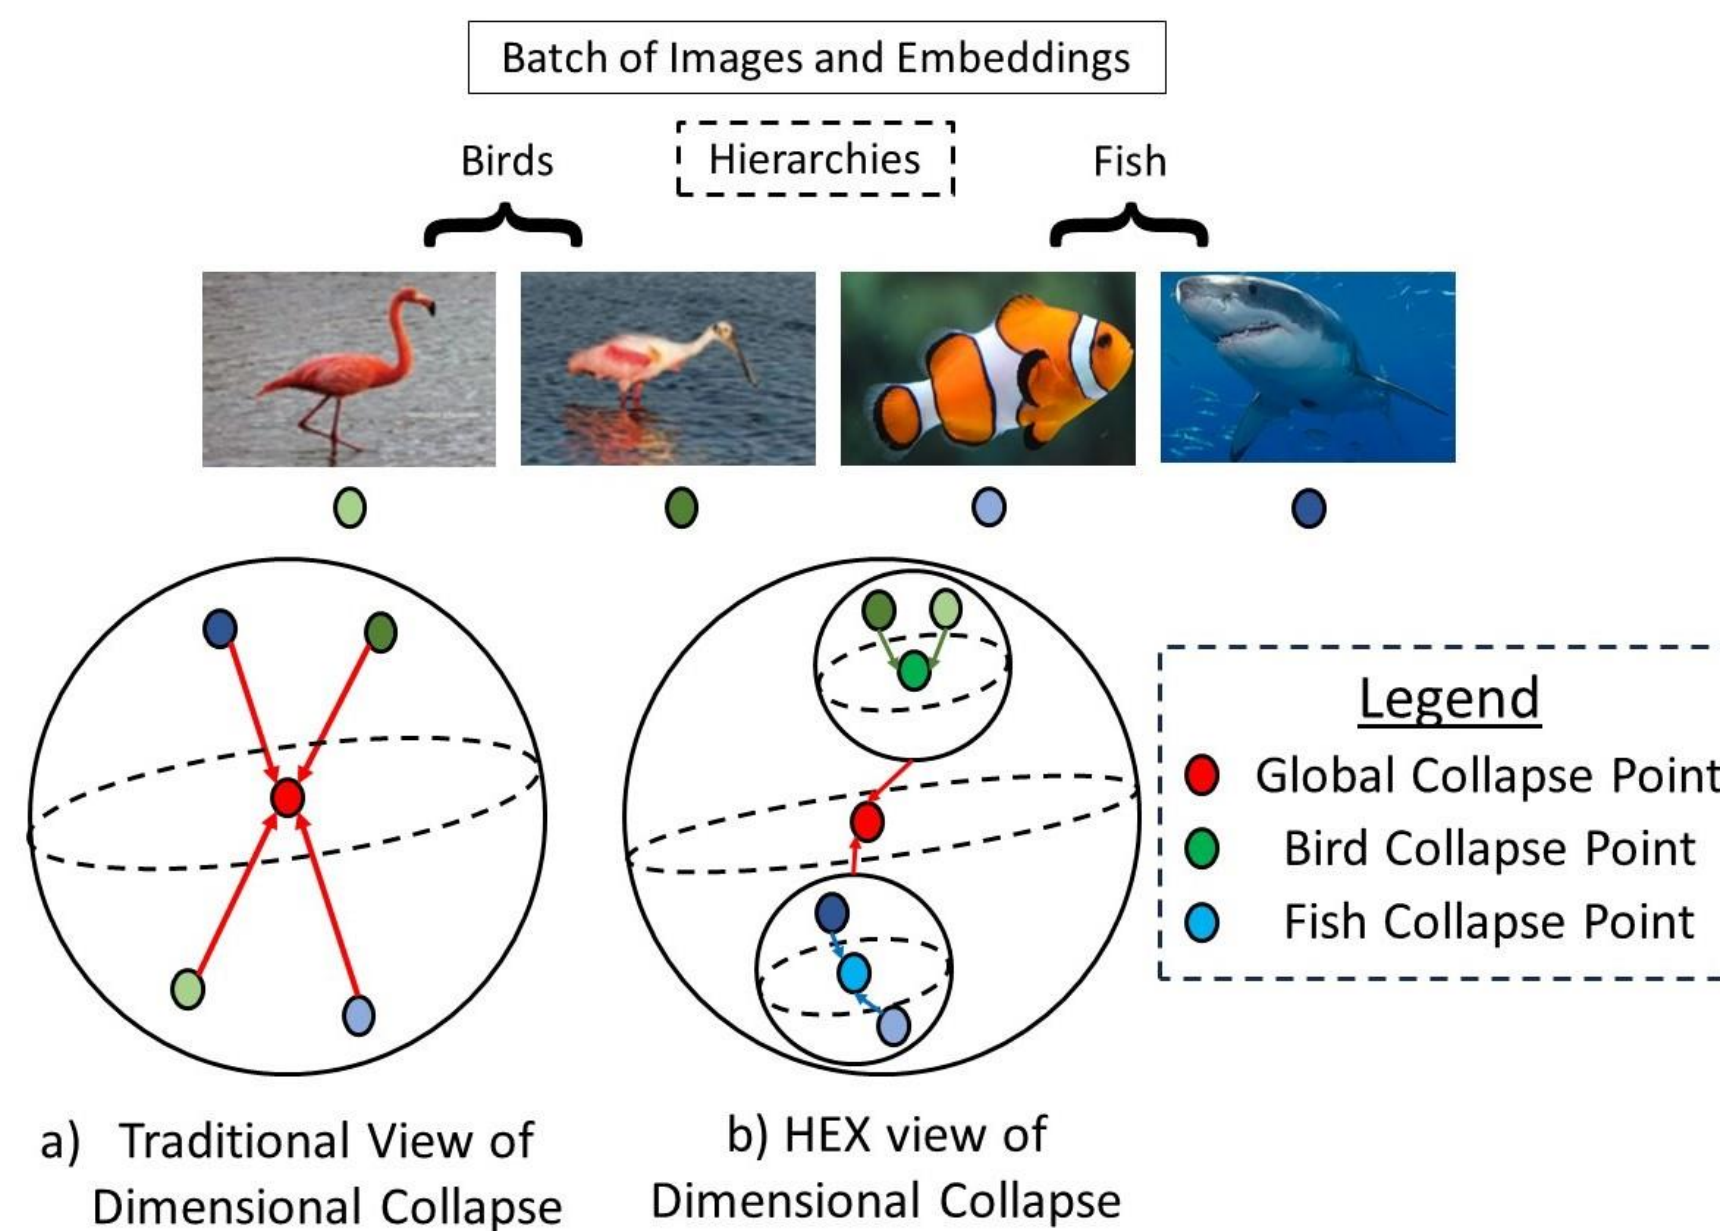 Batch of Images and Embeddings
Birds
Hierarchies
Fish
Legend
Global Collapse Point
Bird Collapse Point
Fish Collapse Point
a) Traditional View of
Dimensional Collapse
b) HEX view of
Dimensional Collapse